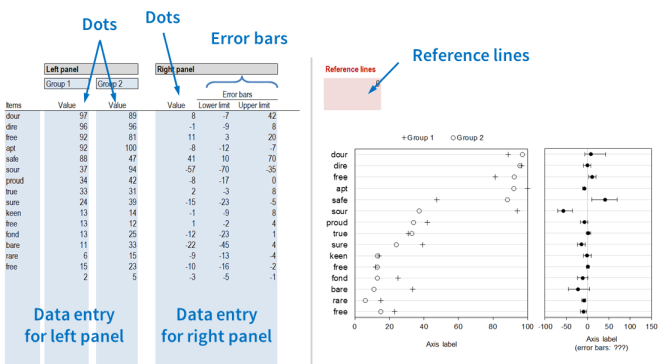 Dots
Dots
Error bars
Reference lines
Left panel
Right panel
Reference lines
0
Group 1
Group 2
Error bars
Items
Value
Value
Value
Lower limit
Upper limit
dour 97 89 8 -7 42
dire 96 96 -1 -9 8
free 92 81 11 3 20
apt 92 100 -8 -12 -7
safe 88 47 41 10 70
sour 37 94 -57 -70 -35
proud 34 42 -8 -17 0
true 33 31 2 -3 8
sure 24 39 -15 -23 -5
keen 13 14 -1 -9 8
free 13 12 1 -2 4
fond 13 25 -12 -23 1
bare 11 33 -22 -45 4
rare 6 15 -9 -13 -4
free 15 23 -10 -16 -2
2 5 -3 -5 -1
Data entry
for left panel
Data entry
for right panel
+Group 1 OGroup 2
dour
dire
free
apt
safe
sour
proud
true
sure
keen
free
fond
bare
rare
free
0 20 40 60 80 100
Axis label
-100 -50 0 50 100 150
Axis label
(error bars: ???)